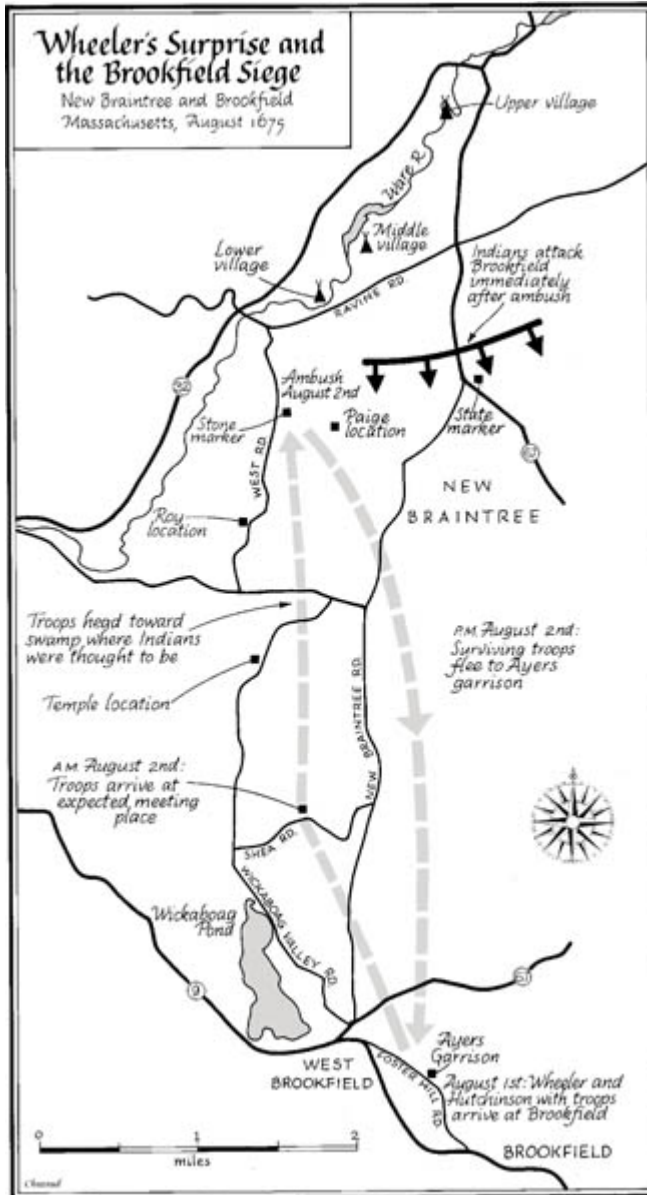 Wheeler's Surprise and
the Brookfield Siege
New Braintree and Brookfield
Massachusetts, August 1675
Upper village
Ware R.
Middle
village
Lower
village
RAVINE RD.
Indians attack
Brookfield
immediately
after ambush
32
Ambush
August 2nd
Stone
marker
Paige
location
State
marker
WEST RD.
NEW
BRAINTREE
Roy
location
Troops hegd toward
swamp where Indians
were thought to be
P.M. August 2nd:
Surviving troops
flee to Ayers
garrison
Temple location
NEW BRAINTREE RD.
A.M. August 2nd:
Troops arrive at
expected meeting
place
SHEA RD.
WICKABOAG VALLEY RD.
Wickaboag
Pond
9
WEST
BROOKFIELD
FOSTER HILL RD.
Ayers
Garrison
August 1st: Wheeler and
Hutchinson with troops
arrive at Brookfield
BROOKFIELD
0 1 2
miles